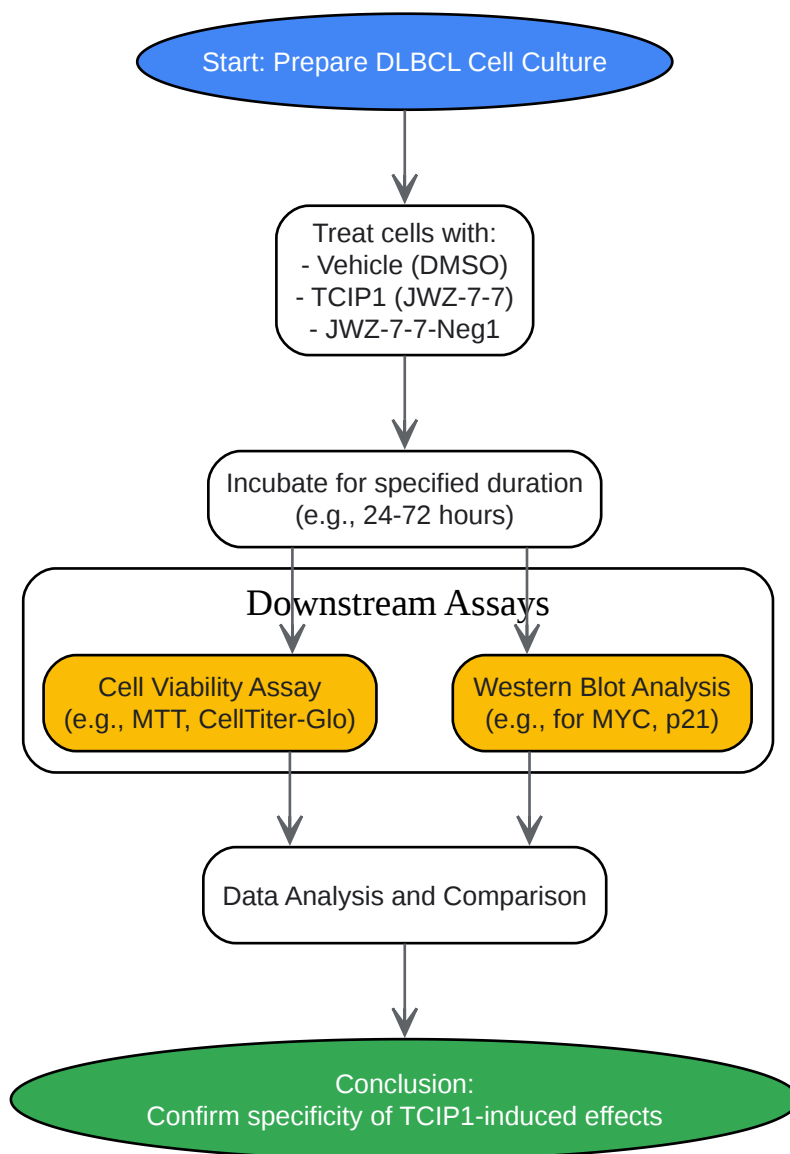 Start: Prepare DLBCL Cell Culture
Treat cells with:
- Vehicle (DMSO)
- TCIP1 (JWZ-7-7)
- JWZ-7-7-Neg1
Incubate for specified duration
(e.g., 24-72 hours)
Downstream Assays
Cell Viability Assay
(e.g., MTT, CellTiter-Glo)
Western Blot Analysis
(e.g., for MYC, p21)
Data Analysis and Comparison
Conclusion:
Confirm specificity of TCIP1-induced effects